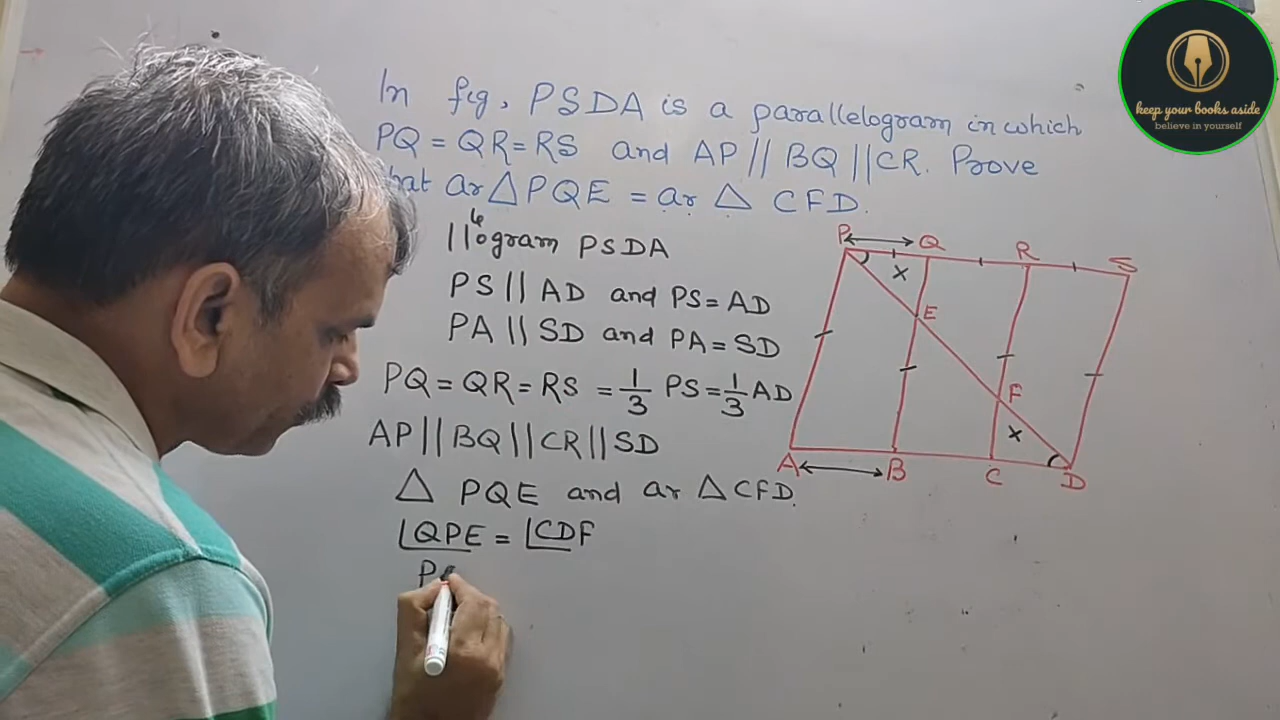 In fig, PSDA is a parallelogram in which
PQ = QR = RS and AP // BQ // CR. Prove
hat ar △ PQE = ar △ CFD.
||logram PSDA
PS || AD and PS = AD
PA || SD and PA = SD
PQ = QR = RS = 1/3 PS = 1/3 AD
AP || BQ || CR || SD
△ PQE and ar △ CFD.
∠QPE = ∠CDF
P
P Q R S
x
E
F
x
A B C D
keep your books aside
believe in yourself